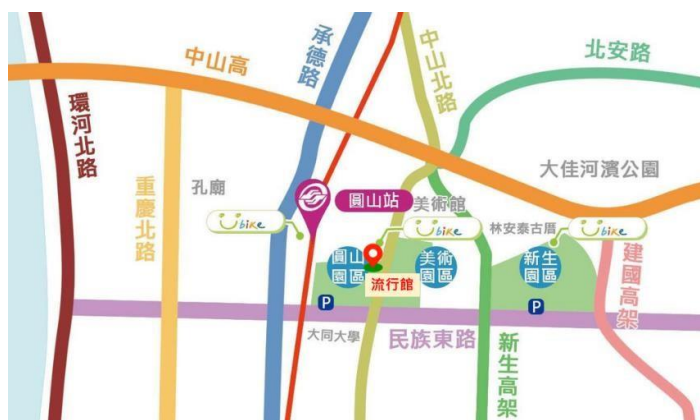 中山高
承德路
中山北路
北安路
環河北路
重慶北路
孔廟
圓山站
美術館
大佳河濱公園
Ubike
Ubike
林安泰古厝
Ubike
圓山
園區
美術
園區
新生
園區
建國高架
流行館
P
P
大同大學
民族東路
新生高架